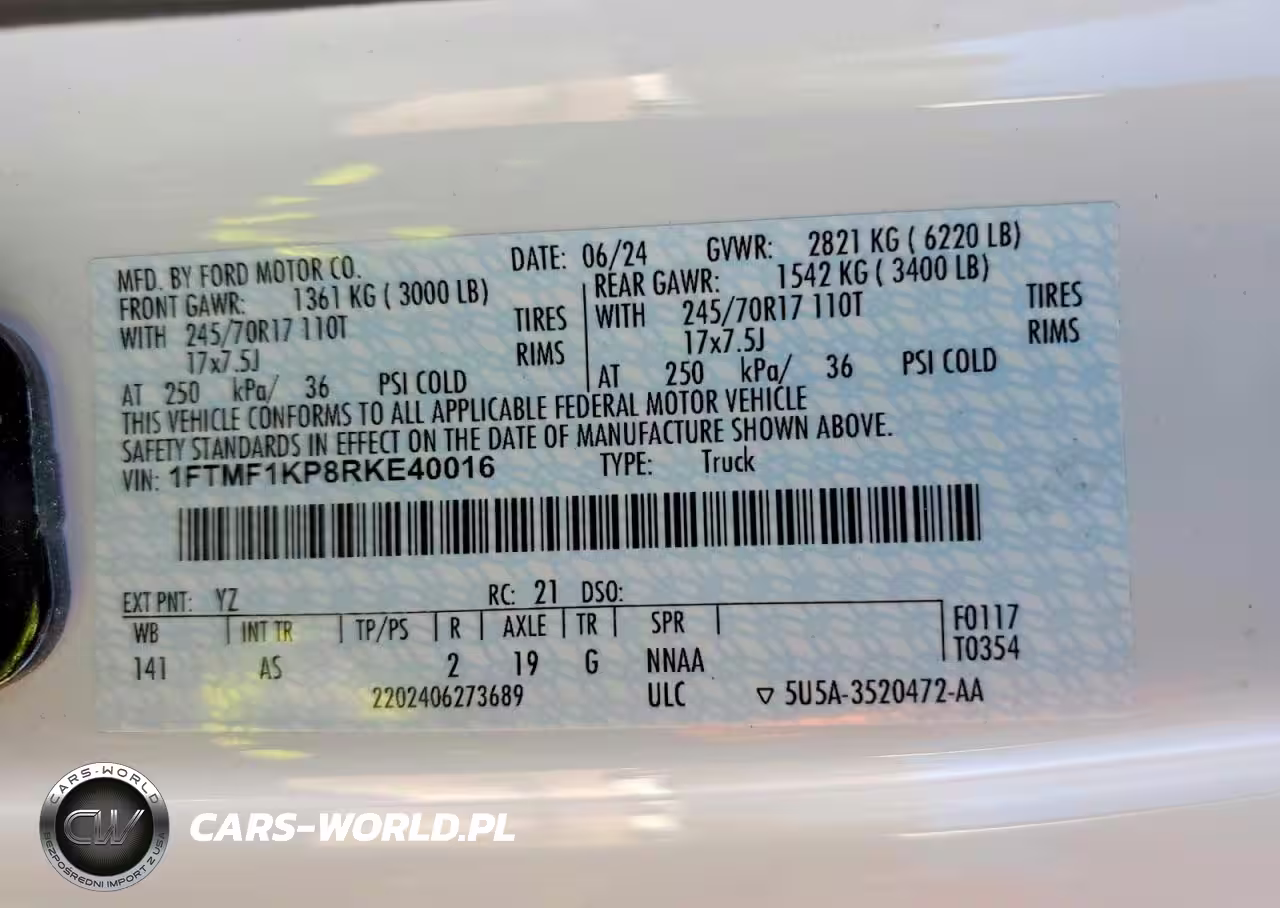 MFD. BY FORD MOTOR CO. DATE: 06/24 GVWR: 2821 KG ( 6220 LB)
FRONT GAWR: 1361 KG ( 3000 LB) REAR GAWR: 1542 KG ( 3400 LB)
WITH 245/70R17 110T TIRES WITH 245/70R17 110T TIRES
17x7.5J RIMS 17x7.5J RIMS
AT 250 kPa/ 36 PSI COLD AT 250 kPa/ 36 PSI COLD
THIS VEHICLE CONFORMS TO ALL APPLICABLE FEDERAL MOTOR VEHICLE
SAFETY STANDARDS IN EFFECT ON THE DATE OF MANUFACTURE SHOWN ABOVE.
VIN: 1FTMF1KP8RKE40016 TYPE: Truck
EXT PNT: YZ RC: 21 DSO:
WB INT TR TP/PS R AXLE TR SPR F0117
141 AS 2 19 G NNAA T0354
2202406273689 ULC ▽ 5U5A-3520472-AA
CARS-WORLD
CW
BEZPOŚREDNI IMPORT Z USA
CARS-WORLD.PL